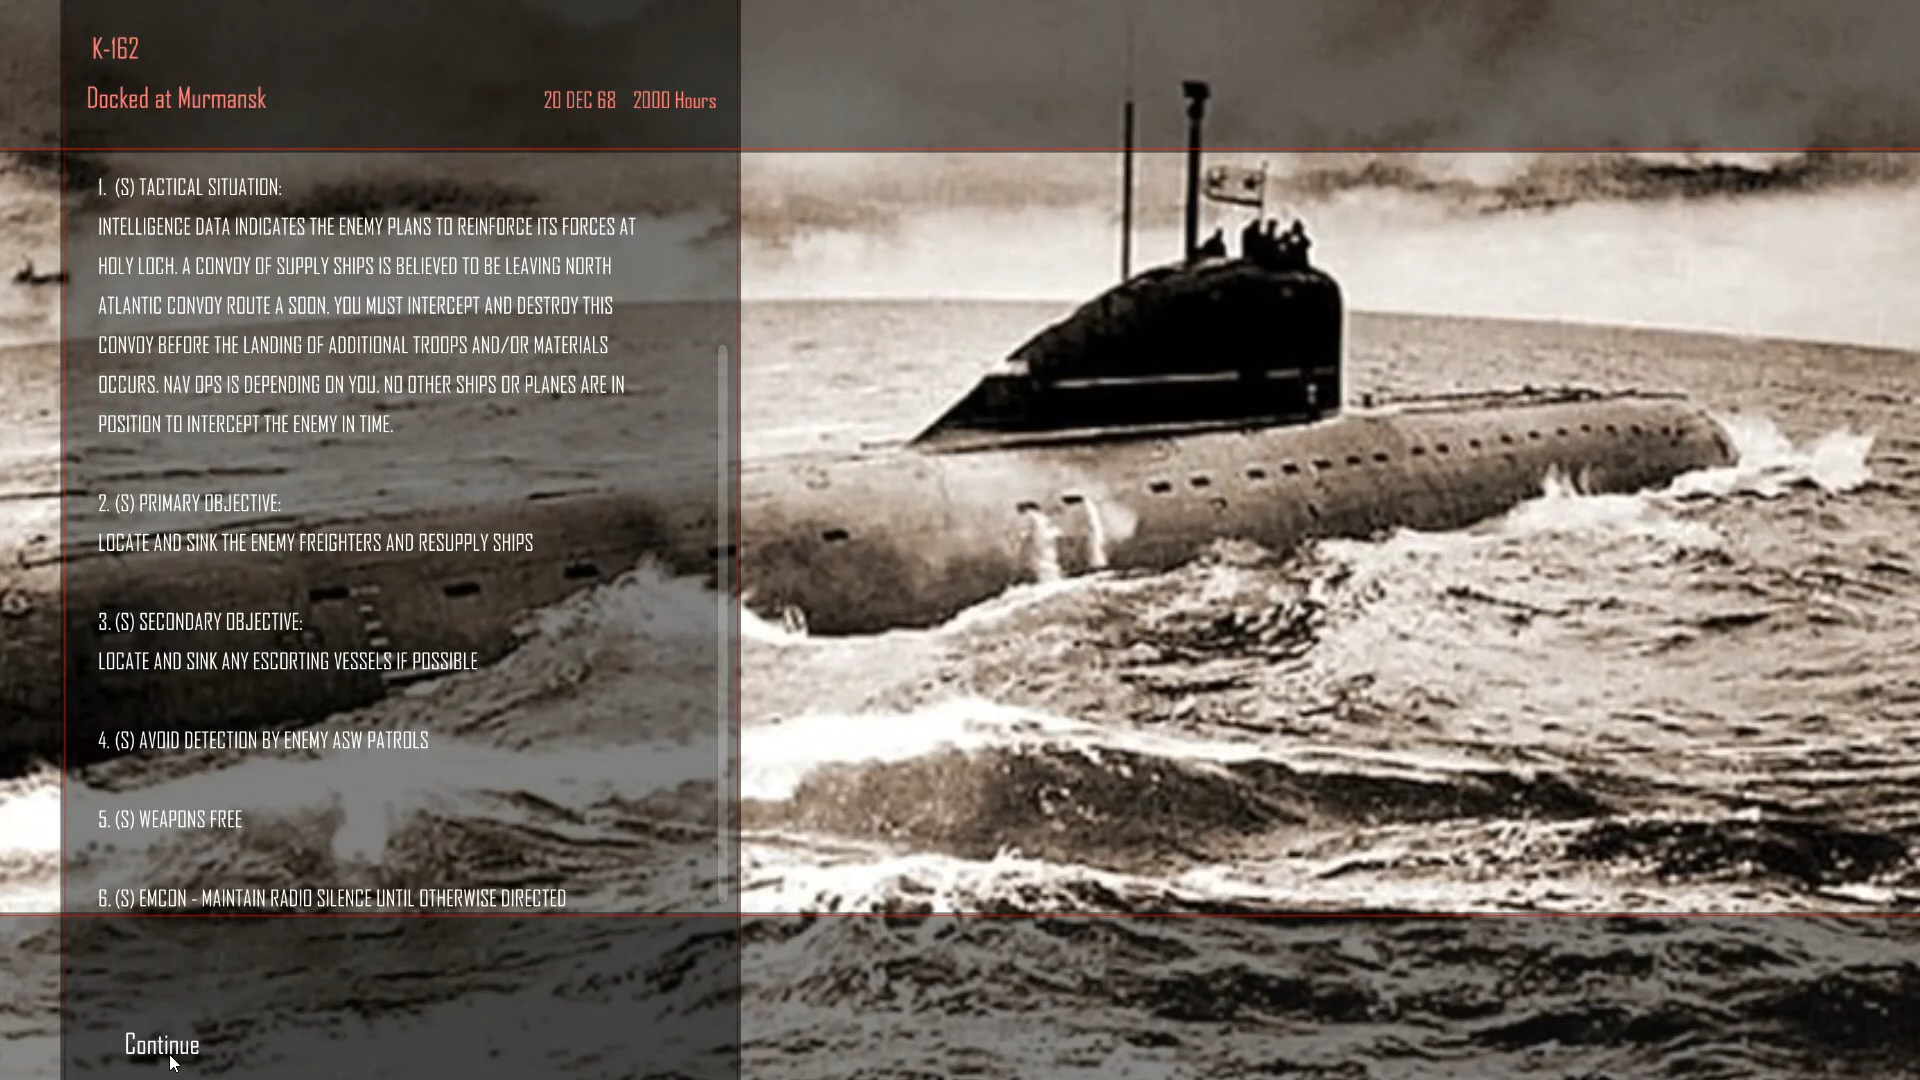 K-162
Docked at Murmansk
20 DEC 68 2000 Hours
1. (S) TACTICAL SITUATION:
INTELLIGENCE DATA INDICATES THE ENEMY PLANS TO REINFORCE ITS FORCES AT
HOLY LOCH. A CONVOY OF SUPPLY SHIPS IS BELIEVED TO BE LEAVING NORTH
ATLANTIC CONVOY ROUTE A SOON. YOU MUST INTERCEPT AND DESTROY THIS
CONVOY BEFORE THE LANDING OF ADDITIONAL TROOPS AND/OR MATERIALS
OCCURS. NAV OPS IS DEPENDING ON YOU. NO OTHER SHIPS OR PLANES ARE IN
POSITION TO INTERCEPT THE ENEMY IN TIME.
2. (S) PRIMARY OBJECTIVE:
LOCATE AND SINK THE ENEMY FREIGHTERS AND RESUPPLY SHIPS
3. (S) SECONDARY OBJECTIVE:
LOCATE AND SINK ANY ESCORTING VESSELS IF POSSIBLE
4. (S) AVOID DETECTION BY ENEMY ASW PATROLS
5. (S) WEAPONS FREE
6. (S) EMCON - MAINTAIN RADIO SILENCE UNTIL OTHERWISE DIRECTED
Continue